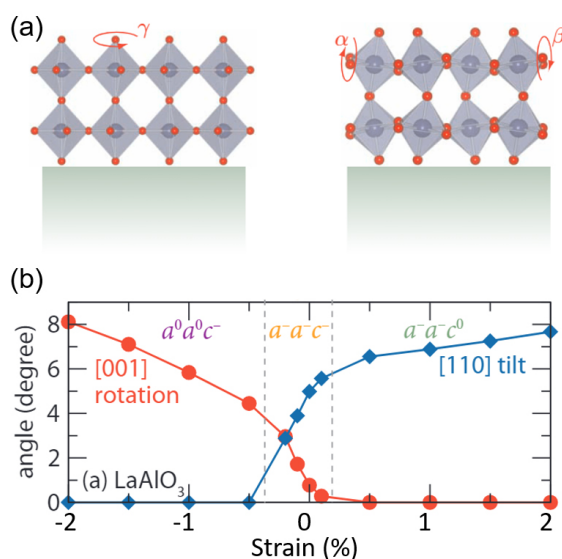 (a)
γ
α
β
(b)
a⁰a⁰c⁻
a⁻a⁻c⁻
a⁻a⁻c⁰
[001]
rotation
[110] tilt
(a) LaAlO₃
angle (degree)
8
6
4
2
0
-2
-1
0
1
2
Strain (%)